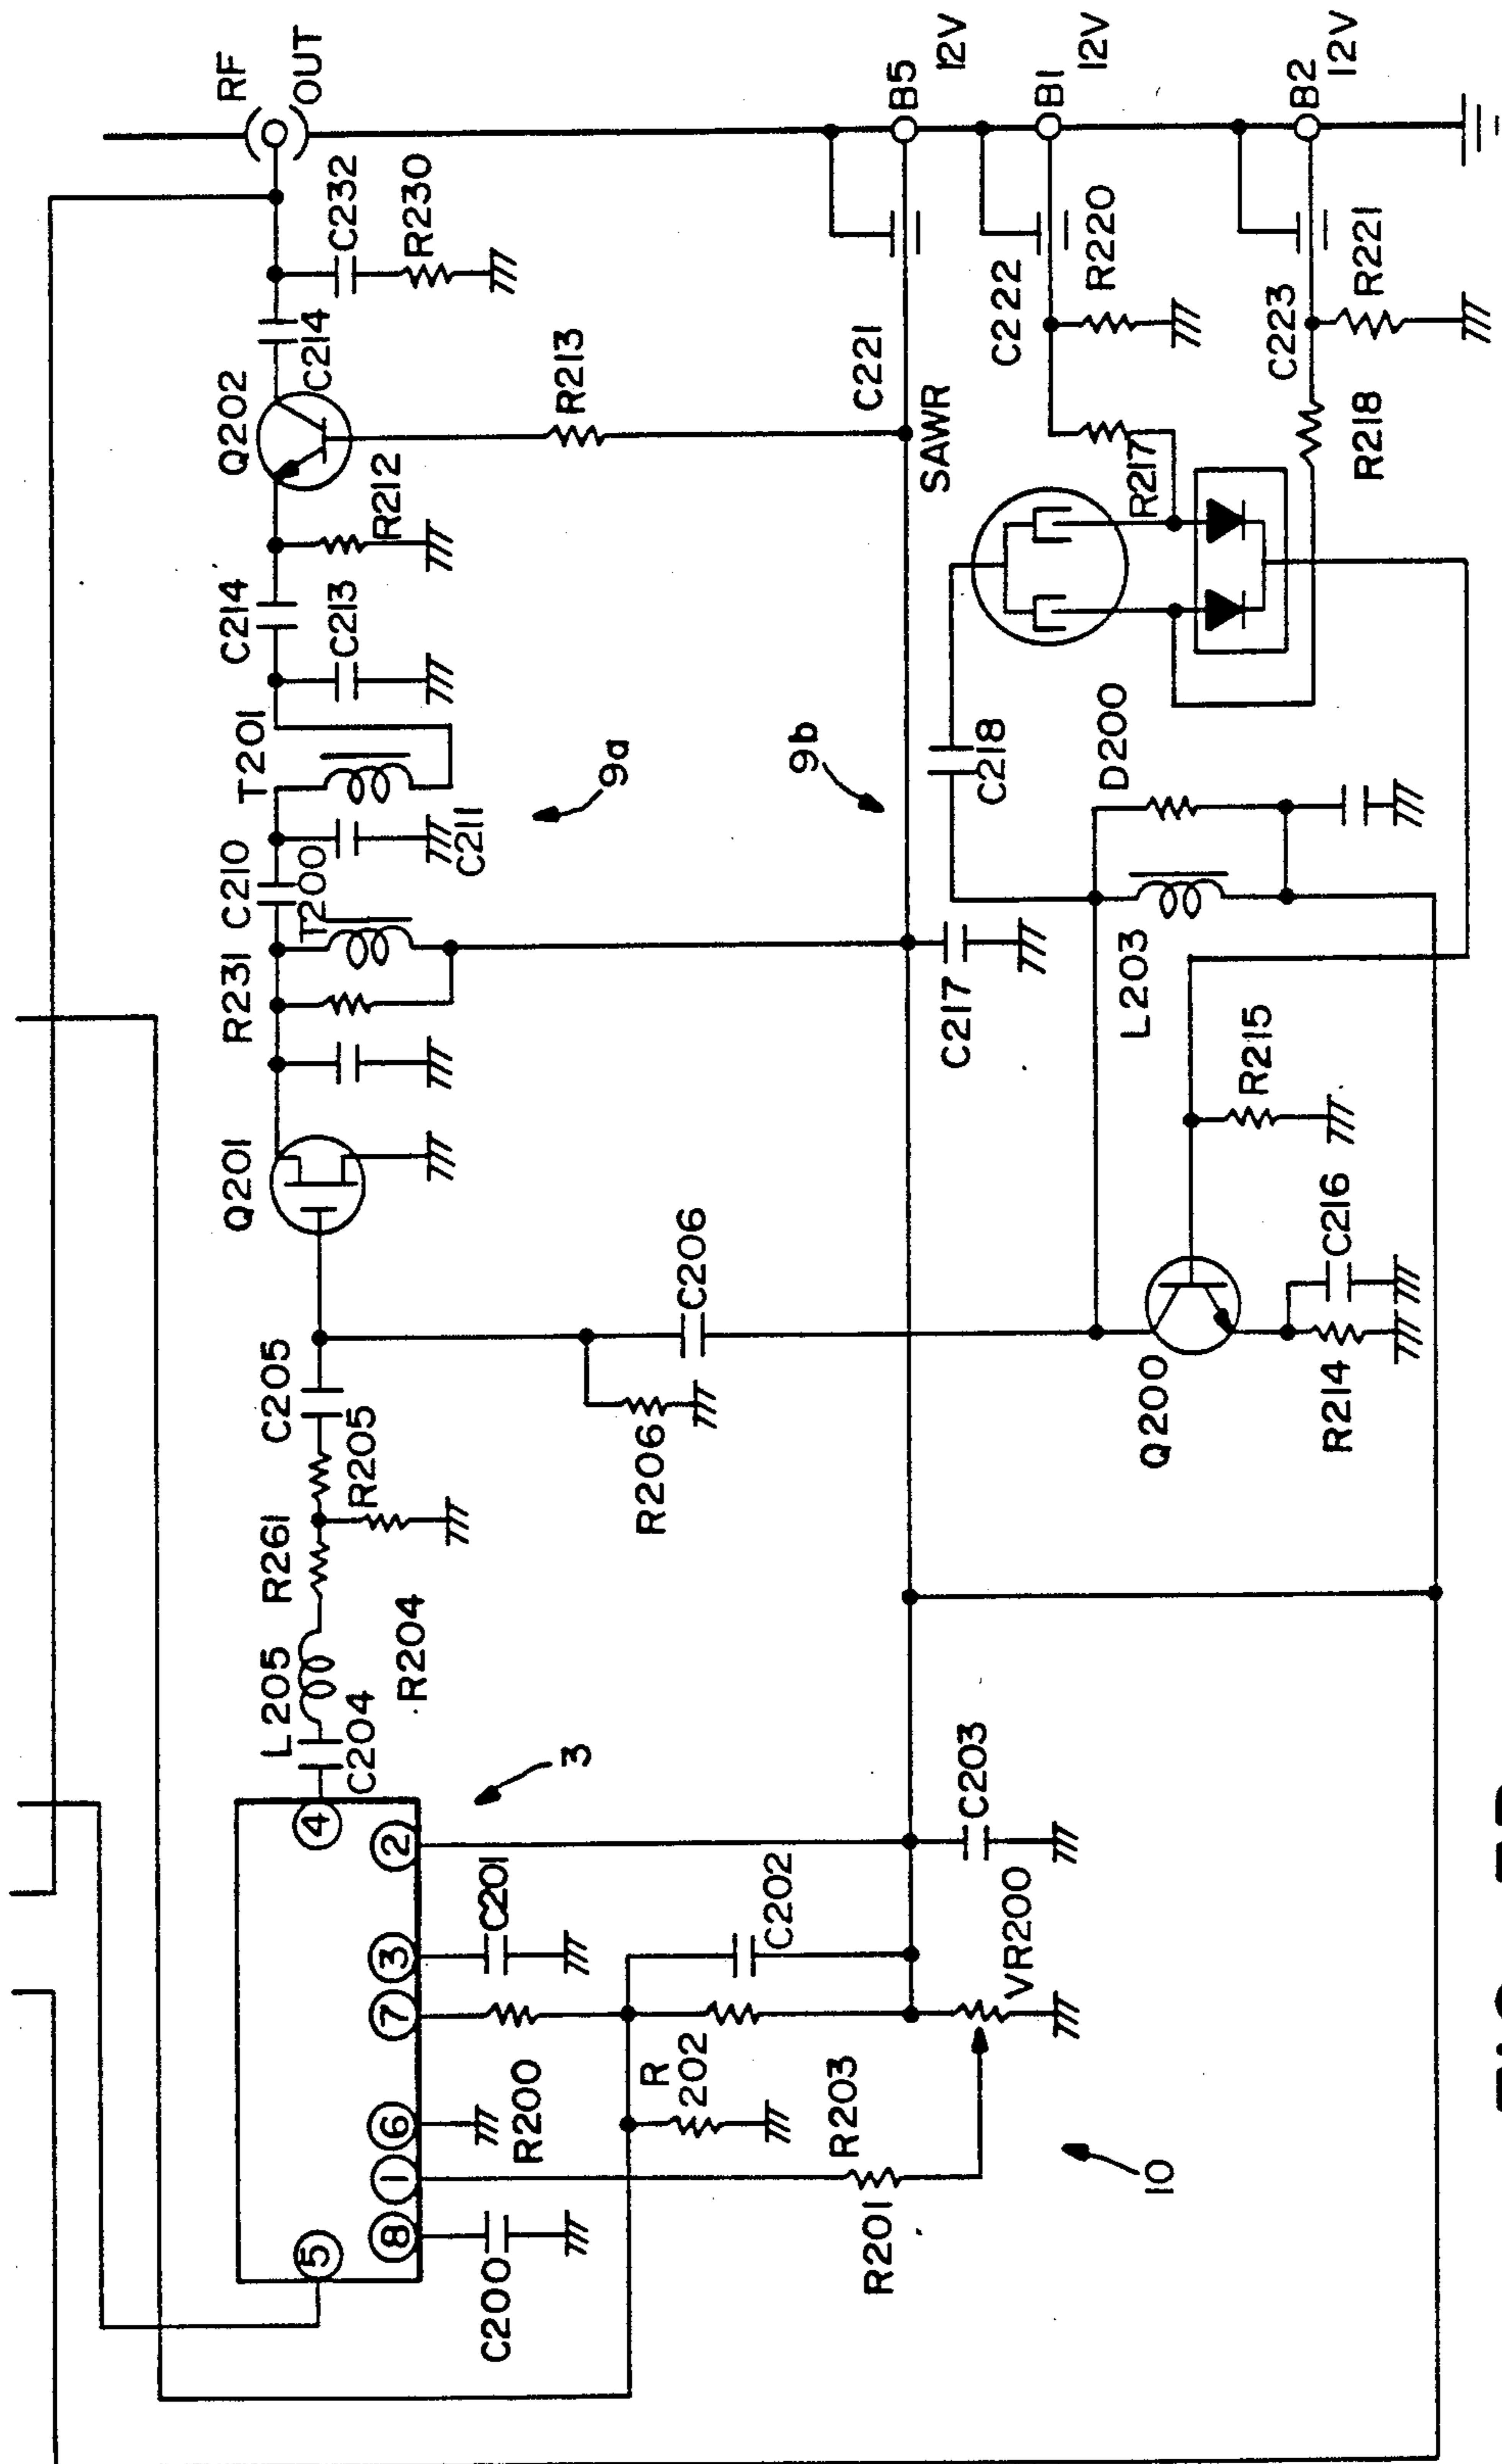 RF
OUT
C232
R230
C214
Q202
R212
R213
C214
C213
T201
C210
C211
T200
R231
Q201
C205
R205
R261
L205
C204
R204
C206
R206
9a
9b
B5
12V
B1
12V
B2
12V
C221
SAWR
C222
R220
R217
C223
R221
R218
C218
D200
C217
L203
R215
C216
Q200
R214
3
4
2
3
7
6
1
8
5
C201
C202
C203
VR200
R200
R
202
R203
R201
C200
10